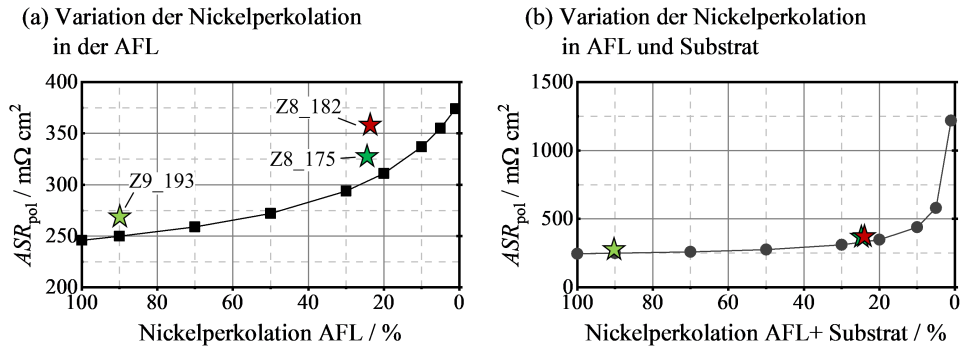 (a) Variation der Nickelperkolation
in der AFL
400
350
300
250
200
100
80
60
40
20
0
ASRpol / mΩ cm²
Nickelperkolation AFL / %
Z8_182
Z8_175
Z9_193
(b) Variation der Nickelperkolation
in AFL und Substrat
1500
1000
500
0
100
80
60
40
20
0
ASRpol / mΩ cm²
Nickelperkolation AFL+ Substrat / %